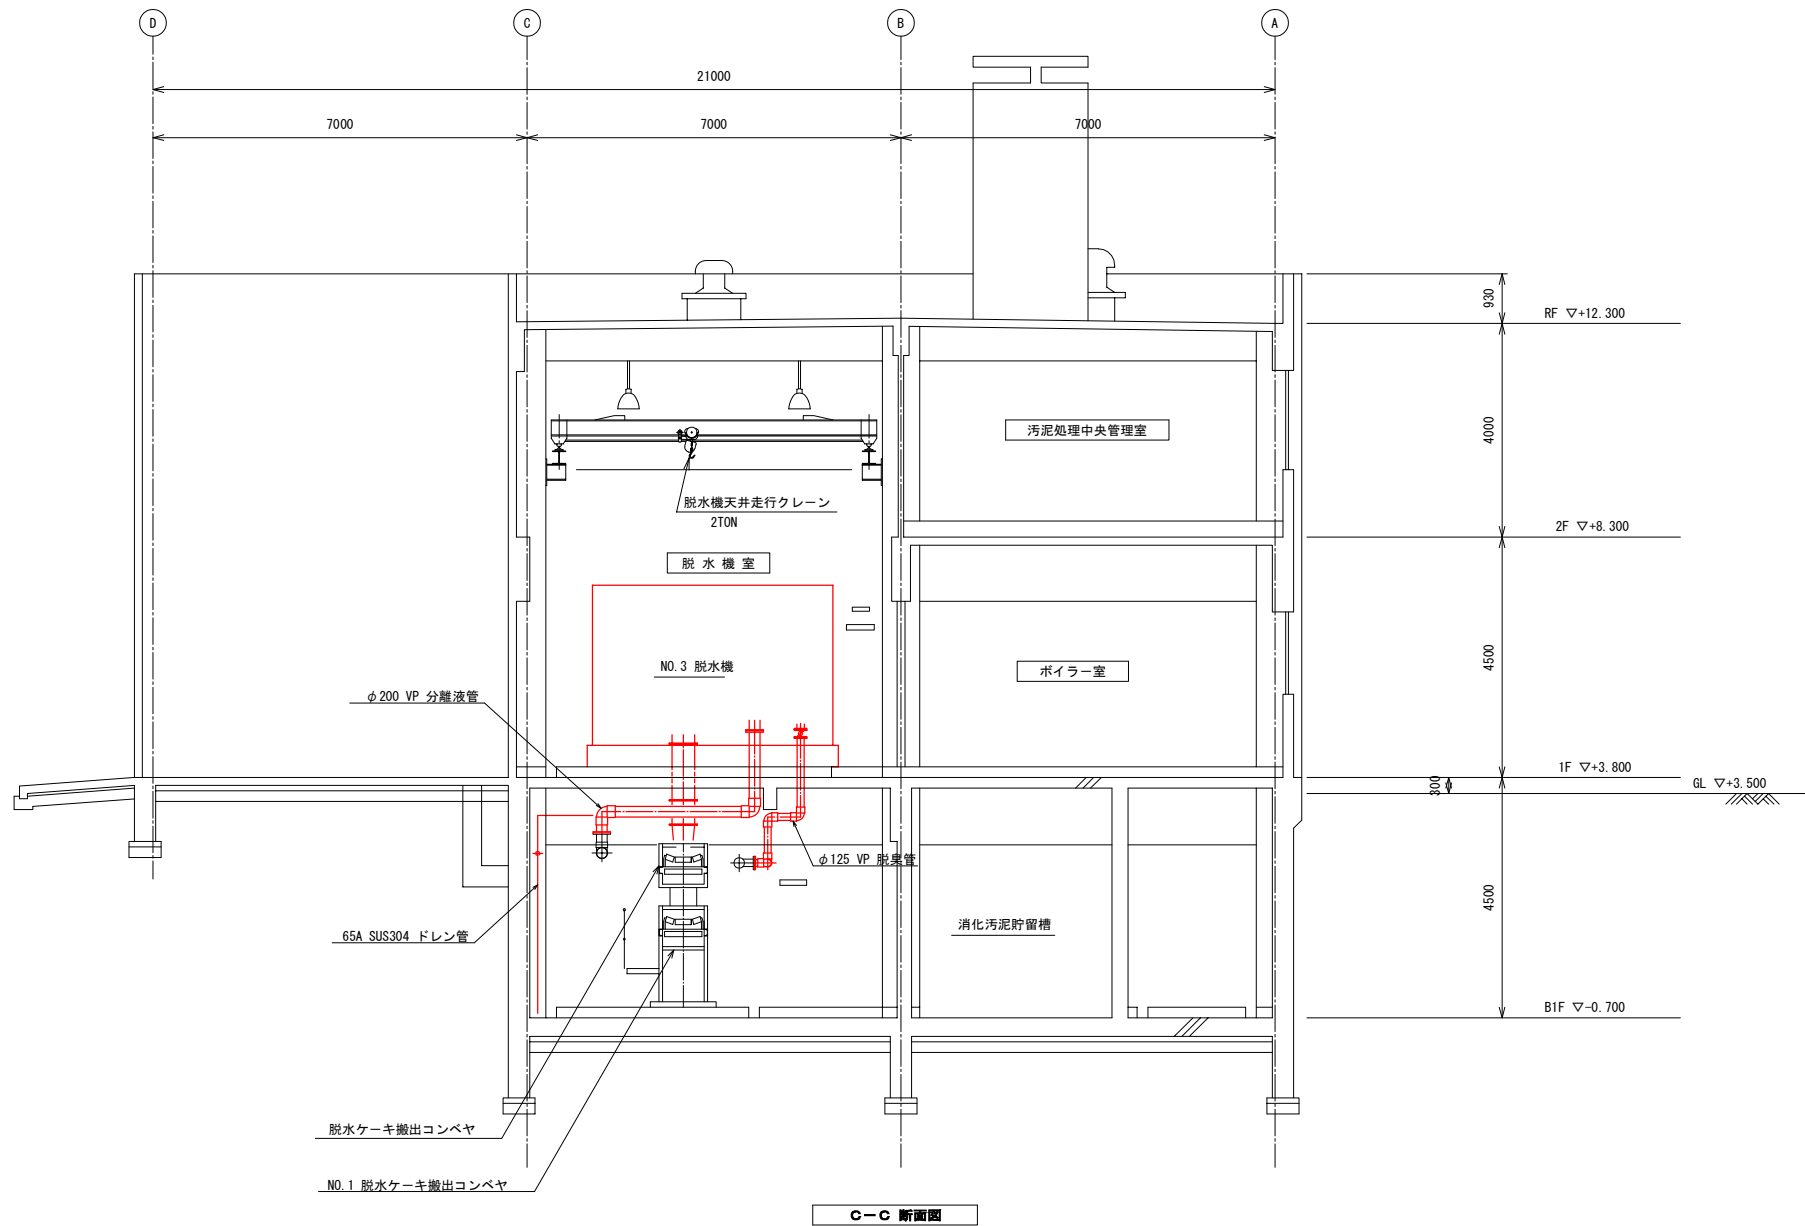 D
C
B
A
21000
7000
7000
7000
930
RF ▽+12.300
4000
汚泥処理中央管理室
脱水機天井走行クレーン
2TON
2F ▽+8.300
脱 水 機 室
4500
NO.3 脱水機
ボイラー室
φ200 VP 分離液管
1F ▽+3.800
300
GL ▽+3.500
φ125 VP 脱臭管
4500
消化汚泥貯留槽
65A SUS304 ドレン管
B1F ▽-0.700
脱水ケーキ搬出コンベヤ
NO.1 脱水ケーキ搬出コンベヤ
C－C 断面図